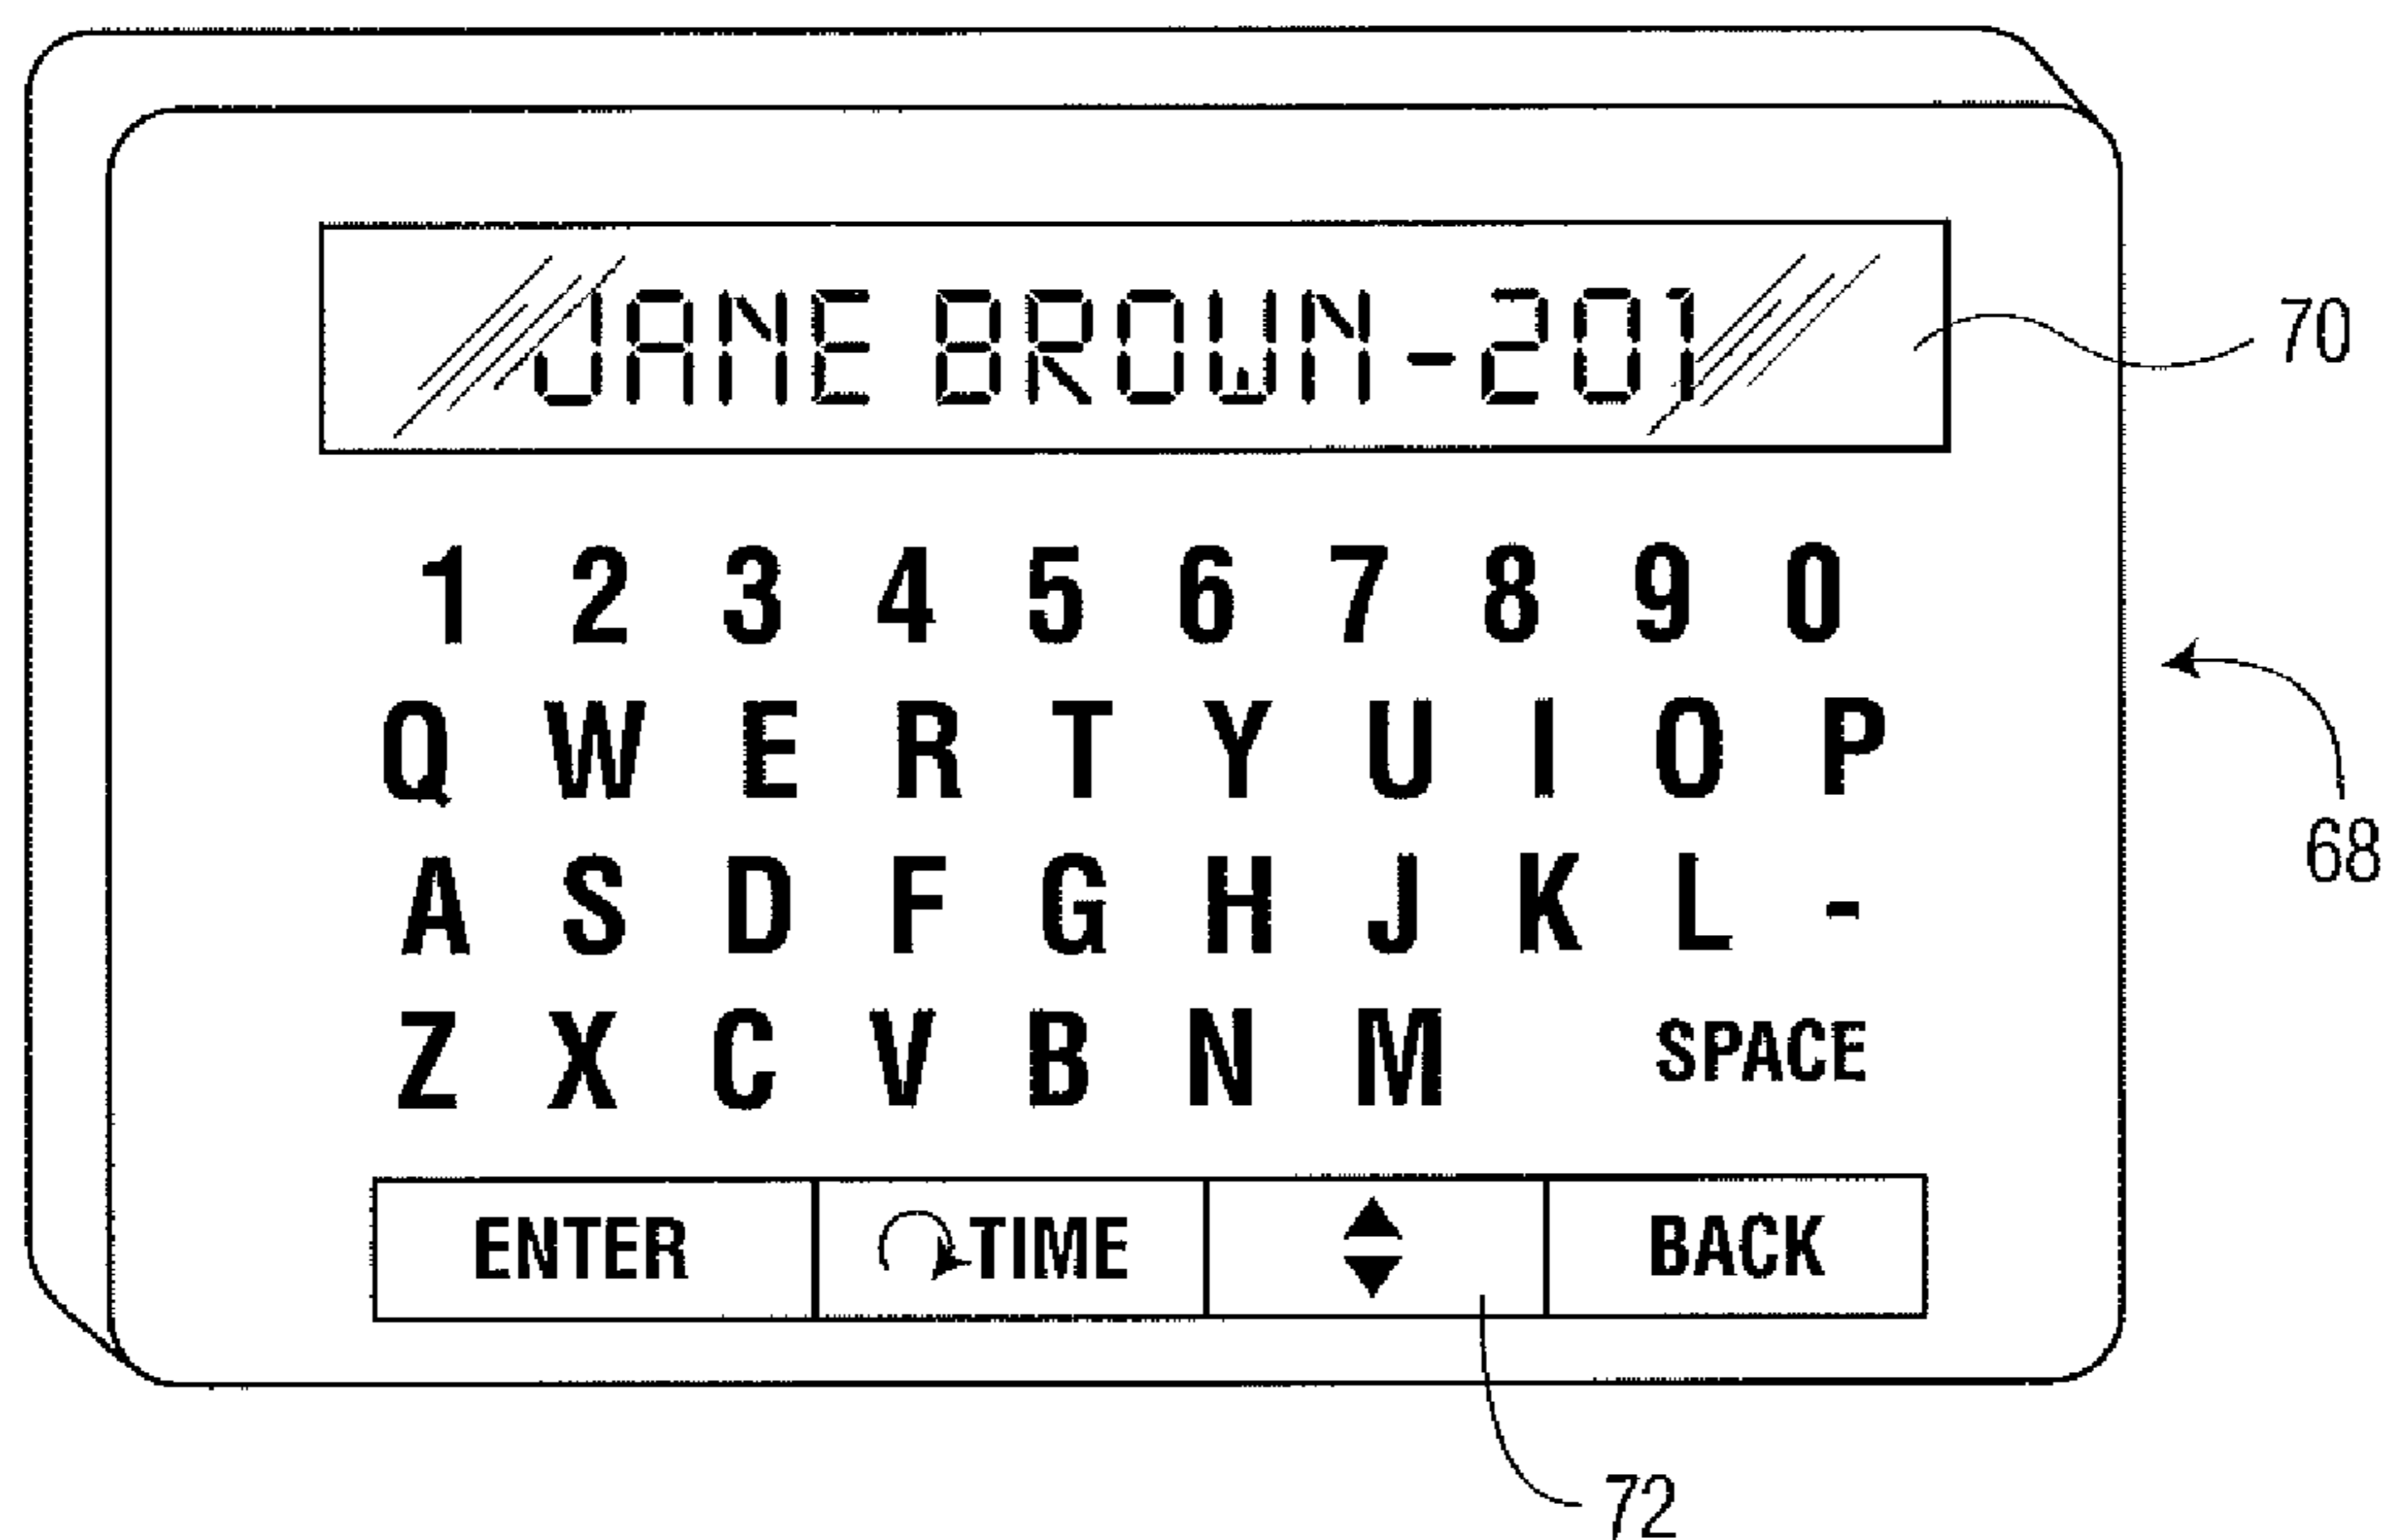 JANE BROWN-201
70
1 2 3 4 5 6 7 8 9 0
Q W E R T Y U I O P
68
A S D F G H J K L -
Z X C V B N M SPACE
ENTER TIME BACK
72